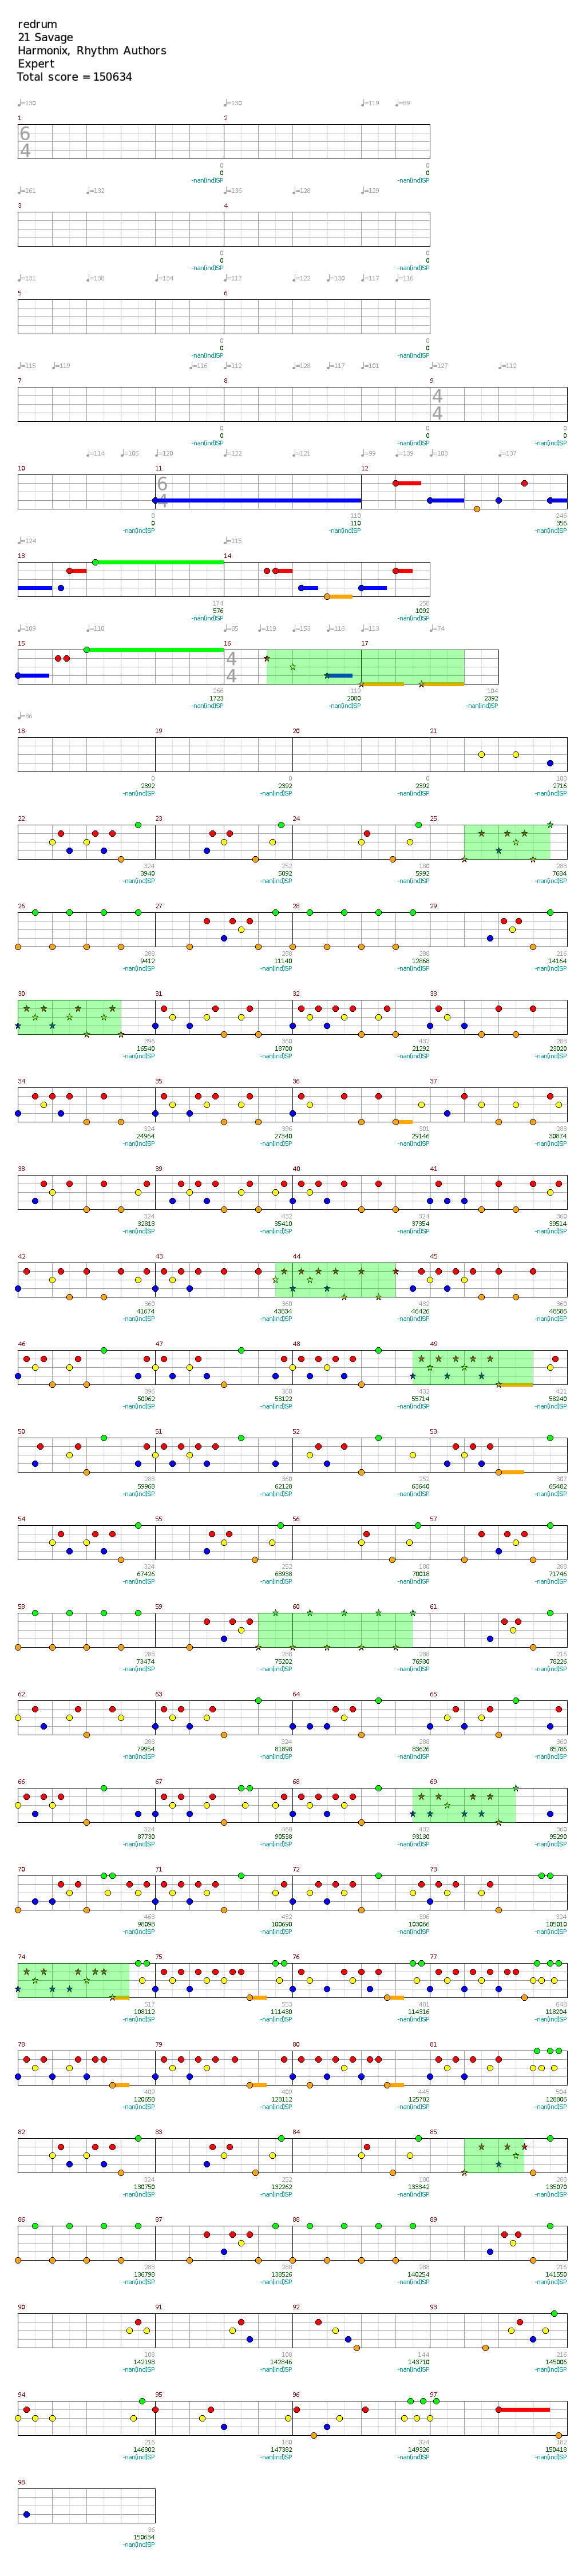 redrum
21 Savage
Harmonix, Rhythm Authors
Expert
Total score = 150634
♩=130 ♩=130 ♩=119 ♩=89
1 2
6
4
0 0
0 0
-nan(ind)SP -nan(ind)SP
♩=161 ♩=132 ♩=128 ♩=129
3 4
0 0
0 0
-nan(ind)SP -nan(ind)SP
♩=131 ♩=138 ♩=134 ♩=117 ♩=122 ♩=130 ♩=117 ♩=116
5 6
0 0
0 0
-nan(ind)SP -nan(ind)SP
♩=115 ♩=119 ♩=116 ♩=112 ♩=128 ♩=117 ♩=101 ♩=127 ♩=112
7 8 9
4
4
0 0 0
0 0 0
-nan(ind)SP -nan(ind)SP -nan(ind)SP
♩=114 ♩=106 ♩=120 ♩=122 ♩=121 ♩=99 ♩=139 ♩=103 ♩=137
10 11 12
6
4
0 110 246
0 110 356
-nan(ind)SP -nan(ind)SP -nan(ind)SP
♩=124 ♩=115
13 14
174 258
576 1092
-nan(ind)SP -nan(ind)SP
♩=109 ♩=110 ♩=85 ♩=119 ♩=153 ♩=116 ♩=113 ♩=74
15 16 17
4
4
266 119 104
1723 2080 2392
-nan(ind)SP -nan(ind)SP -nan(ind)SP
♩=86
18 19 20 21
0 0 0 108
2392 2392 2392 2716
-nan(ind)SP -nan(ind)SP -nan(ind)SP -nan(ind)SP
22 23 24 25
324 252 180 288
3940 5092 5992 7684
-nan(ind)SP -nan(ind)SP -nan(ind)SP -nan(ind)SP
26 27 28 29
288 288 288 216
9412 11140 12868 14164
-nan(ind)SP -nan(ind)SP -nan(ind)SP -nan(ind)SP
30 31 32 33
396 360 432 288
16540 18700 21292 23020
-nan(ind)SP -nan(ind)SP -nan(ind)SP -nan(ind)SP
34 35 36 37
324 396 301 288
24964 27340 29146 30874
-nan(ind)SP -nan(ind)SP -nan(ind)SP -nan(ind)SP
38 39 40 41
324 432 324 360
32818 35410 37354 39514
-nan(ind)SP -nan(ind)SP -nan(ind)SP -nan(ind)SP
42 43 44 45
360 360 432 360
41674 43834 46426 48586
-nan(ind)SP -nan(ind)SP -nan(ind)SP -nan(ind)SP
46 47 48 49
396 360 432 421
50962 53122 55714 58240
-nan(ind)SP -nan(ind)SP -nan(ind)SP -nan(ind)SP
50 51 52 53
288 360 252 307
59968 62128 63640 65482
-nan(ind)SP -nan(ind)SP -nan(ind)SP -nan(ind)SP
54 55 56 57
324 252 180 288
67426 68938 70018 71746
-nan(ind)SP -nan(ind)SP -nan(ind)SP -nan(ind)SP
58 59 60 61
288 288 288 216
73474 75202 76930 78226
-nan(ind)SP -nan(ind)SP -nan(ind)SP -nan(ind)SP
62 63 64 65
288 324 288 360
79954 81898 83626 85786
-nan(ind)SP -nan(ind)SP -nan(ind)SP -nan(ind)SP
66 67 68 69
324 468 432 360
87730 90538 93130 95290
-nan(ind)SP -nan(ind)SP -nan(ind)SP -nan(ind)SP
70 71 72 73
468 432 396 324
98098 100690 103066 105010
-nan(ind)SP -nan(ind)SP -nan(ind)SP -nan(ind)SP
74 75 76 77
517 553 481 648
108112 111430 114316 118204
-nan(ind)SP -nan(ind)SP -nan(ind)SP -nan(ind)SP
78 79 80 81
409 409 445 504
120658 123112 125782 128806
-nan(ind)SP -nan(ind)SP -nan(ind)SP -nan(ind)SP
82 83 84 85
324 252 180 288
130750 132262 133342 135070
-nan(ind)SP -nan(ind)SP -nan(ind)SP -nan(ind)SP
86 87 88 89
288 288 288 216
136798 138526 140254 141550
-nan(ind)SP -nan(ind)SP -nan(ind)SP -nan(ind)SP
90 91 92 93
108 108 144 216
142198 142846 143710 145006
-nan(ind)SP -nan(ind)SP -nan(ind)SP -nan(ind)SP
94 95 96 97
216 180 324 182
146302 147382 149326 150418
-nan(ind)SP -nan(ind)SP -nan(ind)SP -nan(ind)SP
98
36
150634
-nan(ind)SP